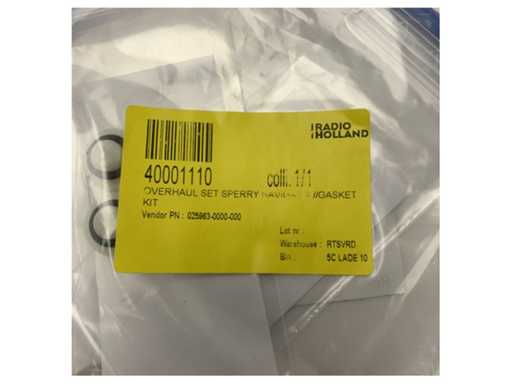 RADIO
HOLLAND
40001110
colli. 1/1
OVERHAUL SET SPERRY //GASKET
KIT
Vendor PN : 025963-0000-000
Lot nr :
Warehouse : RTSVRD
Bin : 5C LADE 10